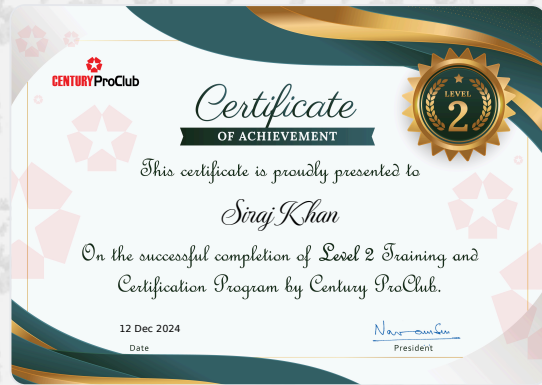 CENTURY ProClub
Certificate
OF ACHIEVEMENT
LEVEL
2
This certificate is proudly presented to
Siraj Khan
On the successful completion of Level 2 Training and
Certification Program by Century ProClub.
12 Dec 2024
Date
President